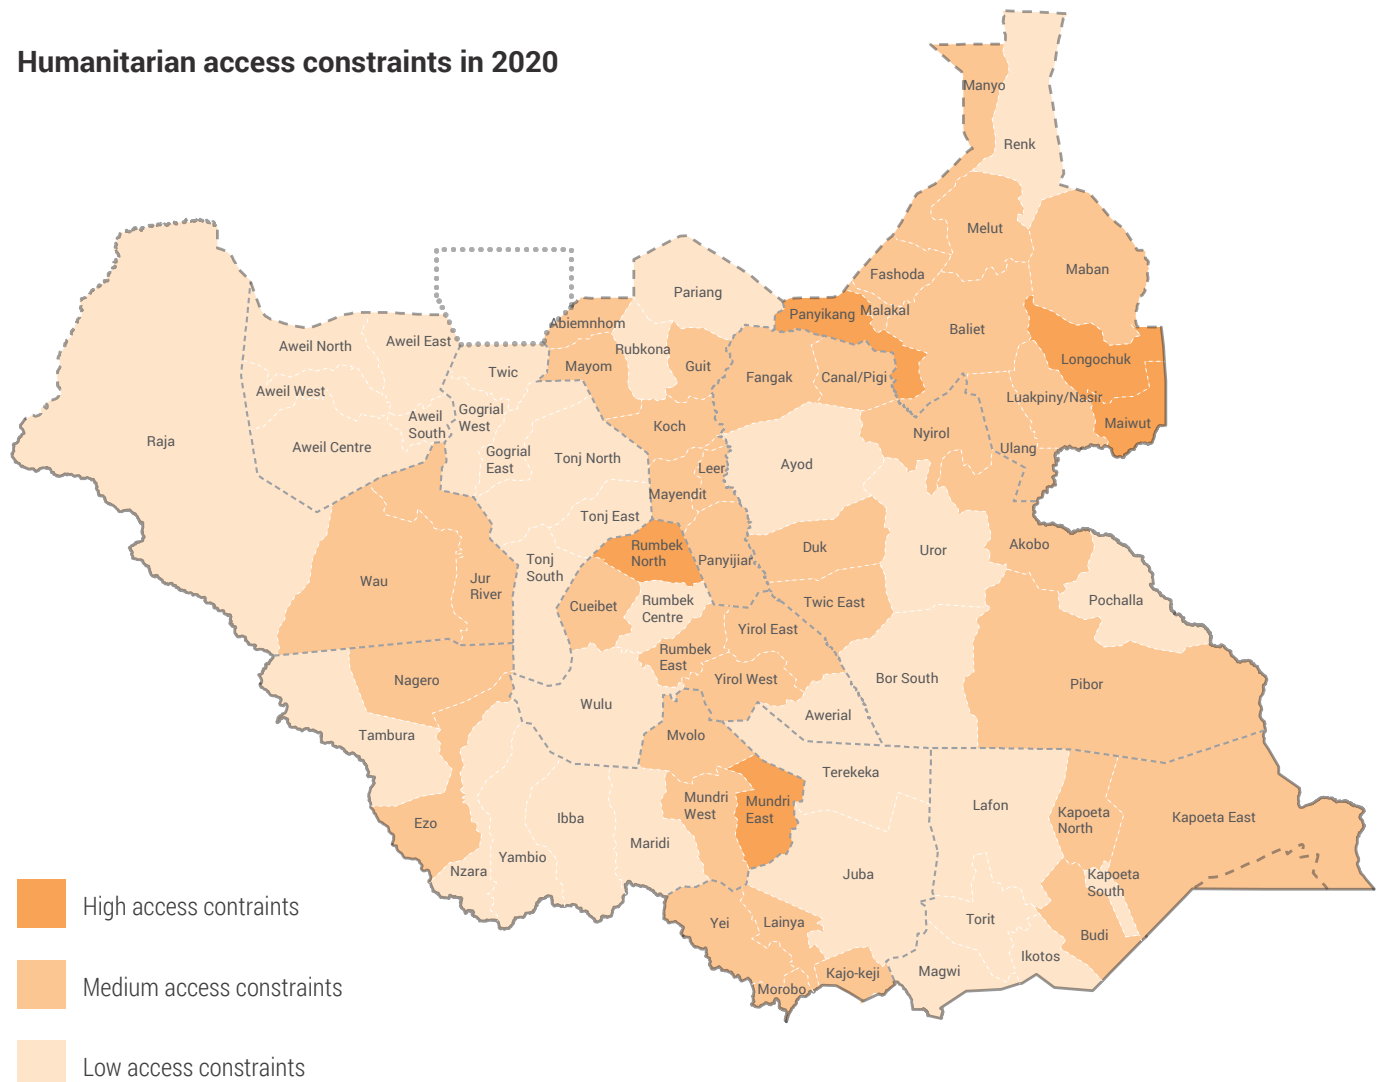 Humanitarian access constraints in 2020
Manyo
Renk
Melut
Maban
Fashoda
Pariang
Panyikang
Malakal
Abiemnhom
Baliet
Aweil North
Aweil East
Rubkona
Longochuk
Twic
Mayom
Guit
Fangak
Canal/Pigi
Aweil West
Luakpiny/Nasir
Aweil
South
Gogrial
West
Koch
Maiwut
Nyirol
Raja
Aweil Centre
Ulang
Gogrial
East
Tonj North
Leer
Ayod
Mayendit
Tonj East
Rumbek
North
Duk
Uror
Akobo
Panyijiar
Tonj
South
Wau
Jur
River
Cueibet
Rumbek
Centre
Twic East
Pochalla
Yirol East
Rumbek
East
Nagero
Yirol West
Bor South
Pibor
Wulu
Awerial
Tambura
Mvolo
Terekeka
Mundri
West
Mundri
East
Lafon
Kapoeta
North
Kapoeta East
Ezo
Ibba
Maridi
Yambio
Nzara
Juba
Kapoeta
South
Yei
Lainya
Torit
Budi
Ikotos
Kajo-keji
Magwi
Morobo
High access contraints
Medium access constraints
Low access constraints